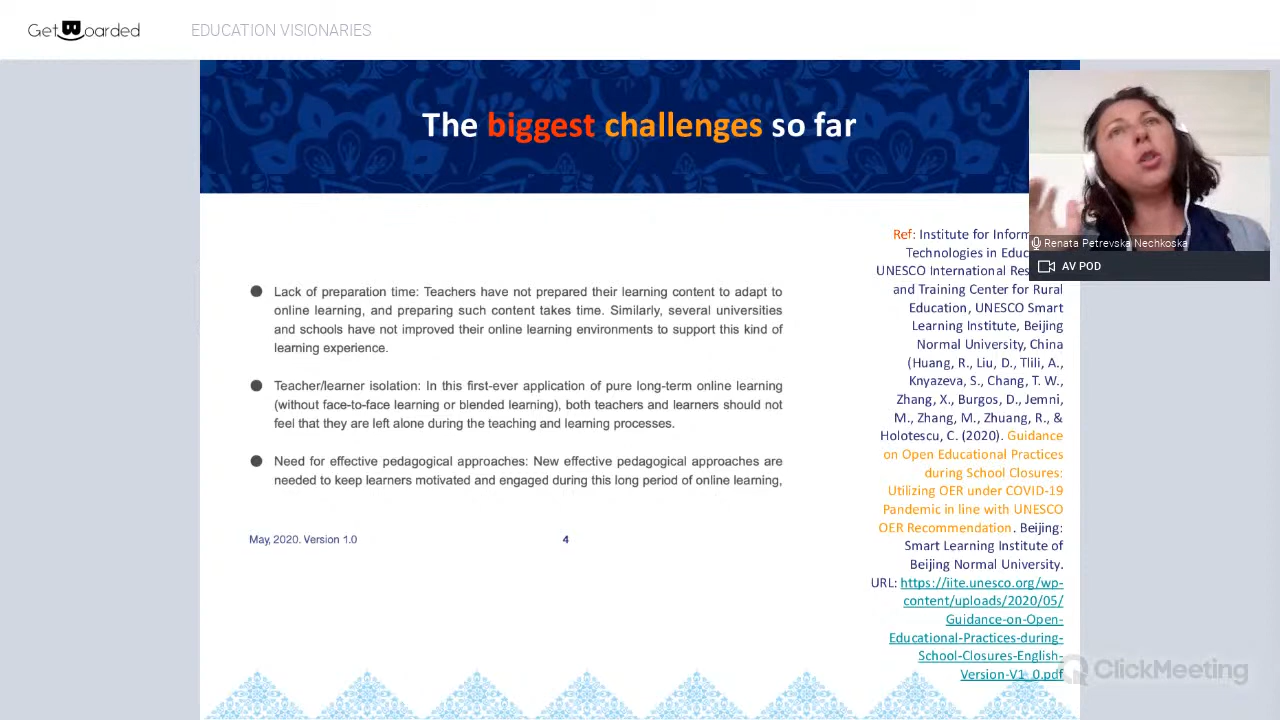 GetBoarded
EDUCATION VISIONARIES
The biggest challenges so far
Renata Petrevska Nechkoska
AV POD
● Lack of preparation time: Teachers have not prepared their learning content to adapt to
online learning, and preparing such content takes time. Similarly, several universities
and schools have not improved their online learning environments to support this kind of
learning experience.
● Teacher/learner isolation: In this first-ever application of pure long-term online learning
(without face-to-face learning or blended learning), both teachers and learners should not
feel that they are left alone during the teaching and learning processes.
● Need for effective pedagogical approaches: New effective pedagogical approaches are
needed to keep learners motivated and engaged during this long period of online learning,
May, 2020. Version 1.0
4
Ref: Institute for
Technologies in
UNESCO International
and Training Center for Rural
Education, UNESCO Smart
Learning Institute, Beijing
Normal University, China
(Huang, R., Liu, D., Tlili, A.,
Knyazeva, S., Chang, T. W.,
Zhang, X., Burgos, D., Jemni,
M., Zhang, M., Zhuang, R., &
Holotescu, C. (2020). Guidance
on Open Educational Practices
during School Closures:
Utilizing OER under COVID-19
Pandemic in line with UNESCO
OER Recommendation. Beijing:
Smart Learning Institute of
Beijing Normal University.
URL: https://iite.unesco.org/wp-
content/uploads/2020/05/
Guidance-on-Open-
Educational-Practices-during-
School-Closures-English-
Version-V1_0.pdf
ClickMeeting